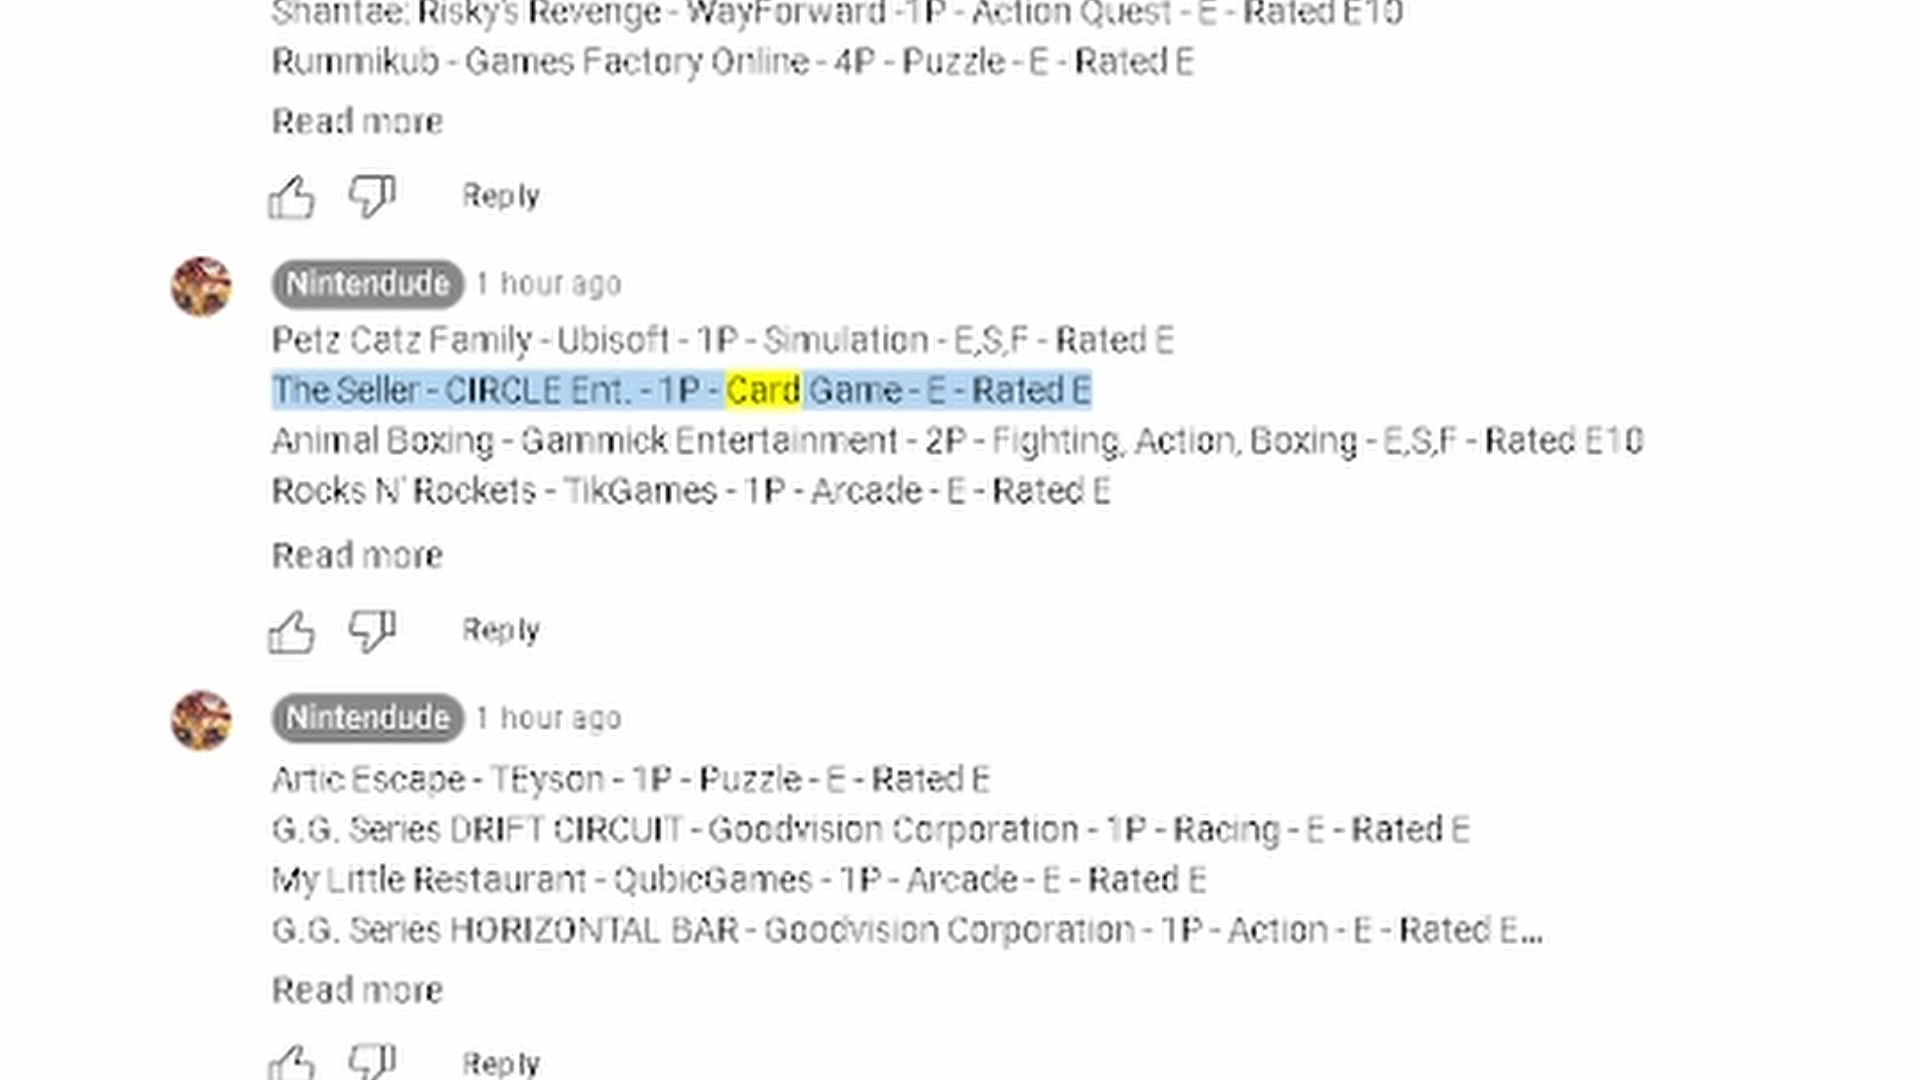 Shantae: Risky's Revenge - WayForward -1P - Action Quest - E - Rated E10
Rummikub - Games Factory Online - 4P - Puzzle - E - Rated E
Read more
Reply
Nintendude 1 hour ago
Petz Catz Family - Ubisoft - 1P - Simulation - E,S,F - Rated E
The Seller - CIRCLE Ent. - 1P - Card Game - E - Rated E
Animal Boxing - Gammick Entertainment - 2P - Fighting, Action, Boxing - E,S,F - Rated E10
Rocks N' Rockets - TikGames - 1P - Arcade - E - Rated E
Read more
Reply
Nintendude 1 hour ago
Artic Escape - TEyson - 1P - Puzzle - E - Rated E
G.G. Series DRIFT CIRCUIT - Goodvision Corporation - 1P - Racing - E - Rated E
My Little Restaurant - QubicGames - 1P - Arcade - E - Rated E
G.G. Series HORIZONTAL BAR - Goodvision Corporation - 1P - Action - E - Rated E...
Read more
Reply